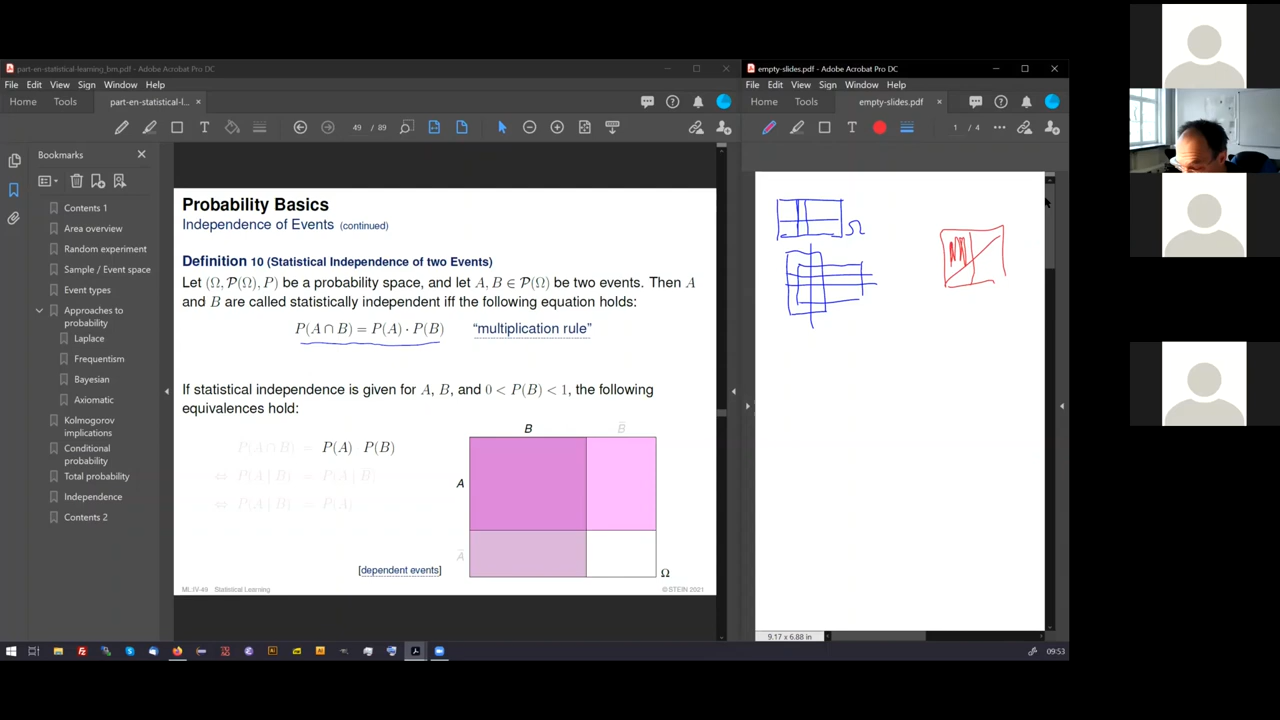 part-en-statistical-learning_bm.pdf - Adobe Acrobat Pro DC
File Edit View Sign Window Help
Home Tools part-en-statistical-l... ×
49 / 89
Bookmarks
Contents 1
Area overview
Random experiment
Sample / Event space
Event types
Approaches to
probability
Laplace
Frequentism
Bayesian
Axiomatic
Kolmogorov
implications
Conditional
probability
Total probability
Independence
Contents 2
Probability Basics
Independence of Events (continued)
Definition 10 (Statistical Independence of two Events)
Let (Ω, 𝒫(Ω), P) be a probability space, and let A, B ∈ 𝒫(Ω) be two events. Then A
and B are called statistically independent iff the following equation holds:
P(A ∩ B) = P(A) · P(B) “multiplication rule”
If statistical independence is given for A, B, and 0 < P(B) < 1, the following
equivalences hold:
P(A ∩ B) = P(A) P(B)
⇔ P(A | B) = P(A | B̄)
⇔ P(A | B) = P(A)
B B̄
A
Ā
Ω
[dependent events]
ML:IV-49 Statistical Learning © STEIN 2021
empty-slides.pdf - Adobe Acrobat Pro DC
File Edit View Sign Window Help
Home Tools empty-slides.pdf ×
1 / 4
Ω
9.17 x 6.88 in
09:53